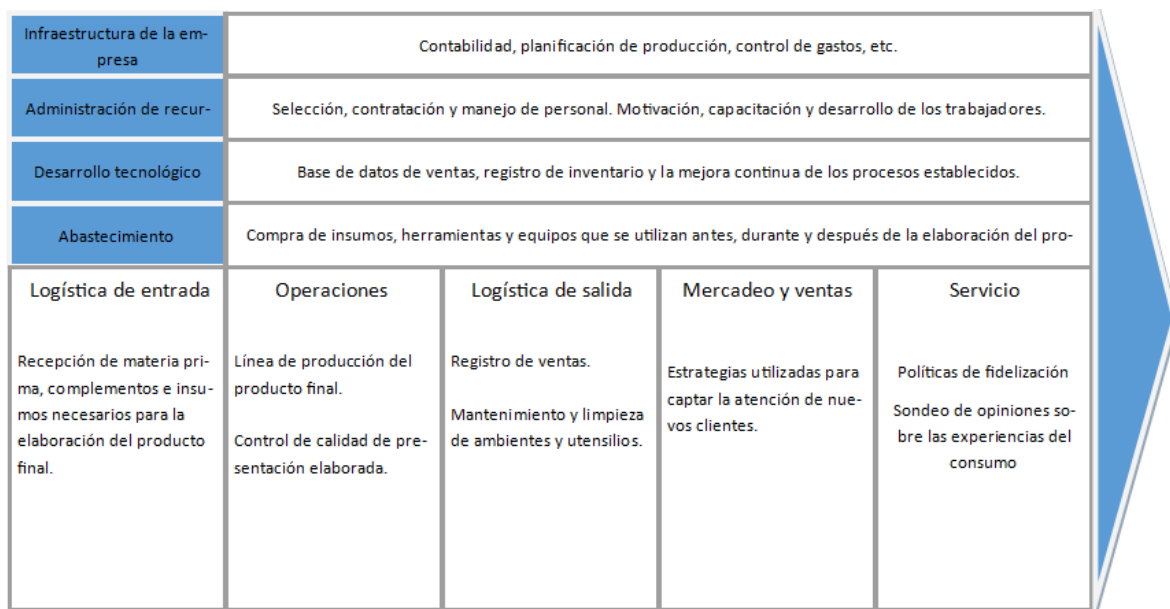 Infraestructura de la em-
presa
Contabilidad, planificación de producción, control de gastos, etc.
Administración de recur-
Selección, contratación y manejo de personal. Motivación, capacitación y desarrollo de los trabajadores.
Desarrollo tecnológico
Base de datos de ventas, registro de inventario y la mejora continua de los procesos establecidos.
Abastecimiento
Compra de insumos, herramientas y equipos que se utilizan antes, durante y después de la elaboración del pro-
Logística de entrada
Recepción de materia pri-
ma, complementos e insu-
mos necesarios para la
elaboración del producto
final.
Operaciones
Línea de producción del
producto final.
Control de calidad de pre-
sentación elaborada.
Logística de salida
Registro de ventas.
Mantenimiento y limpieza
de ambientes y utensilios.
Mercadeo y ventas
Estrategias utilizadas para
captar la atención de nue-
vos clientes.
Servicio
Políticas de fidelización
Sondeo de opiniones so-
bre las experiencias del
consumo